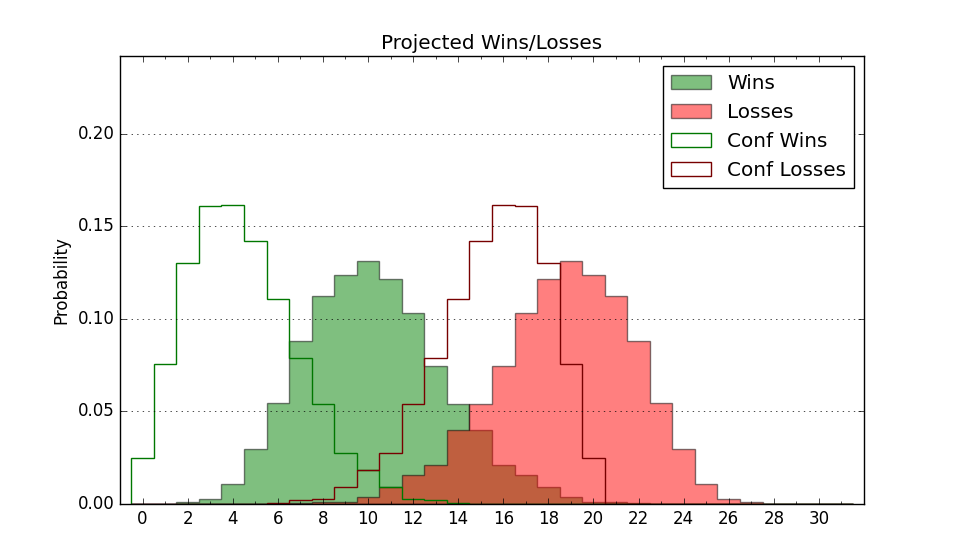 Projected Wins/Losses
Wins
Losses
Conf Wins
Conf Losses
Probability
0.20
0.15
0.10
0.05
0.00
0 2 4 6 8 10 12 14 16 18 20 22 24 26 28 30